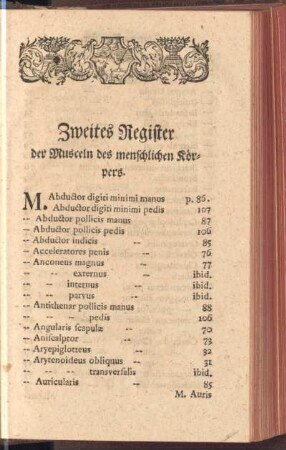 Zweites Register
der Musceln des menschlichen Kör-
pers.
M. Abductor digiti minimi manus p. 86.
M. Abductor digiti minimi pedis 107
-- Abductor pollicis manus 87
-- Abductor pollicis pedis 106
-- Abductor indicis -- 85
-- Acceleratores penis -- 76
-- Anconeus magnus -- 77
-- -- externus -- ibid.
-- -- internus -- ibid.
-- -- parvus -- ibid.
-- Antithenar pollicis manus 88
-- -- -- pedis -- 106
-- Angularis scapulæ -- 70
-- Aniscalptor -- 73
-- Aryepiglotteus -- 32
-- Arytenoideus obliquus -- 31
-- -- -- transversalis ibid.
-- Auricularis -- 85
M. Auris